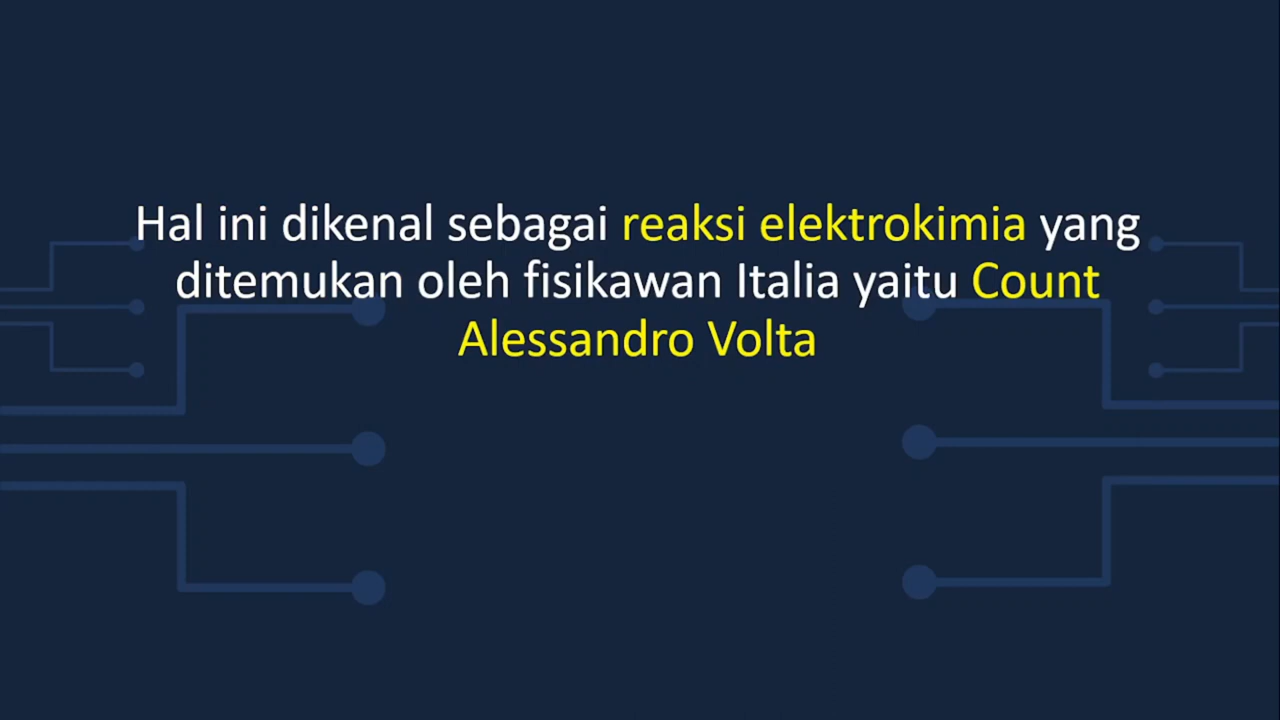 Hal ini dikenal sebagai reaksi elektrokimia yang
ditemukan oleh fisikawan Italia yaitu Count
Alessandro Volta